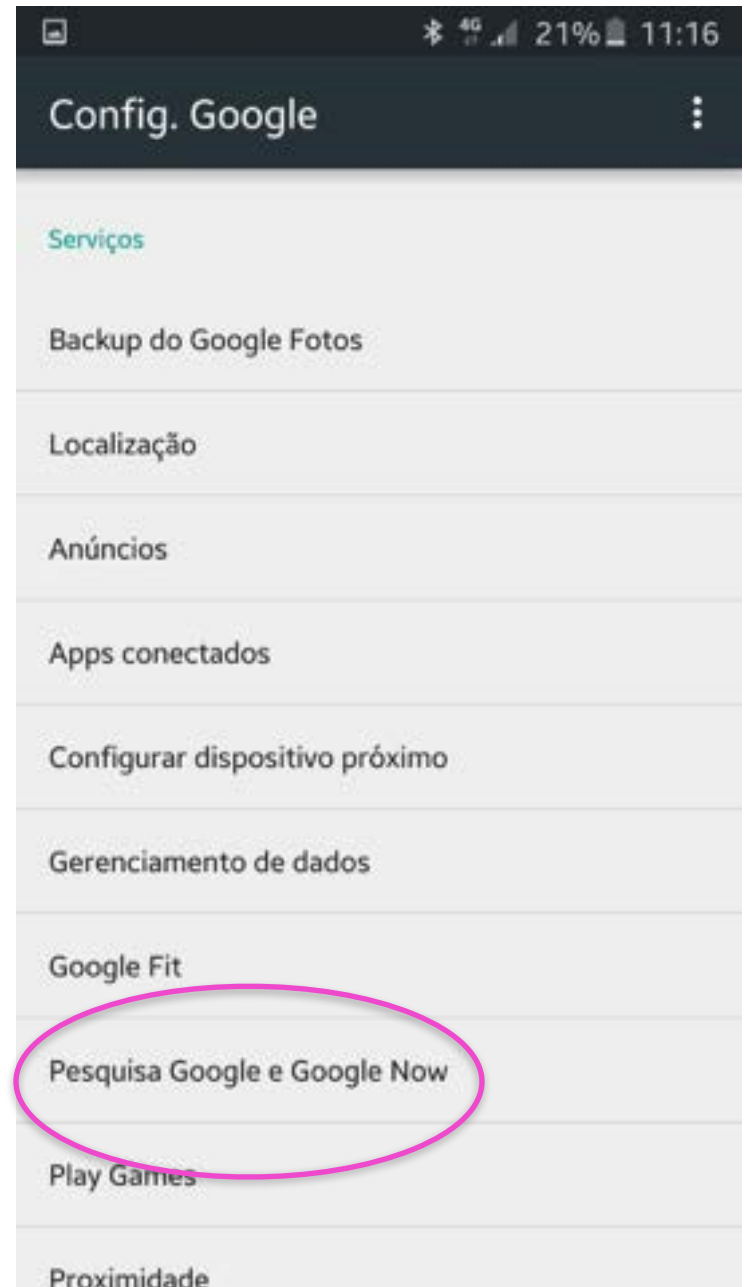 4G 21% 11:16
Config. Google
Serviços
Backup do Google Fotos
Localização
Anúncios
Apps conectados
Configurar dispositivo próximo
Gerenciamento de dados
Google Fit
Pesquisa Google e Google Now
Play Games
Proximidade